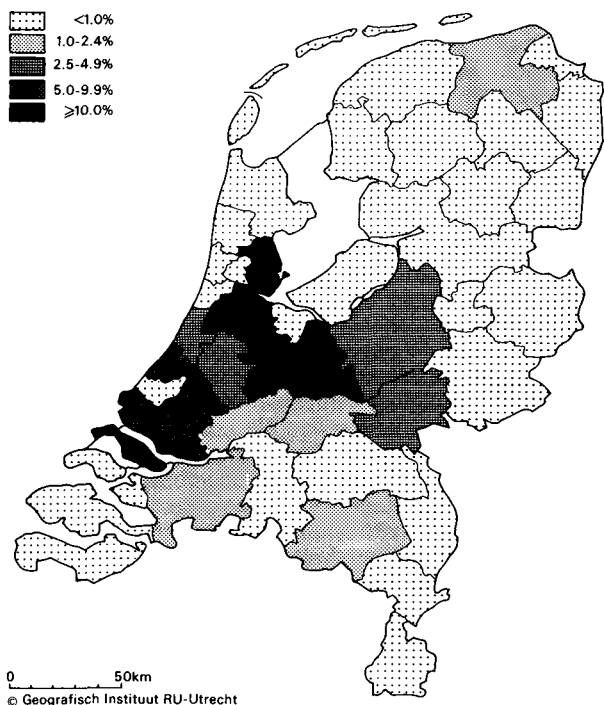 <1.0%
1.0-2.4%
2.5-4.9%
5.0-9.9%
⩾10.0%
0 50km
© Geografisch Instituut RU-Utrecht